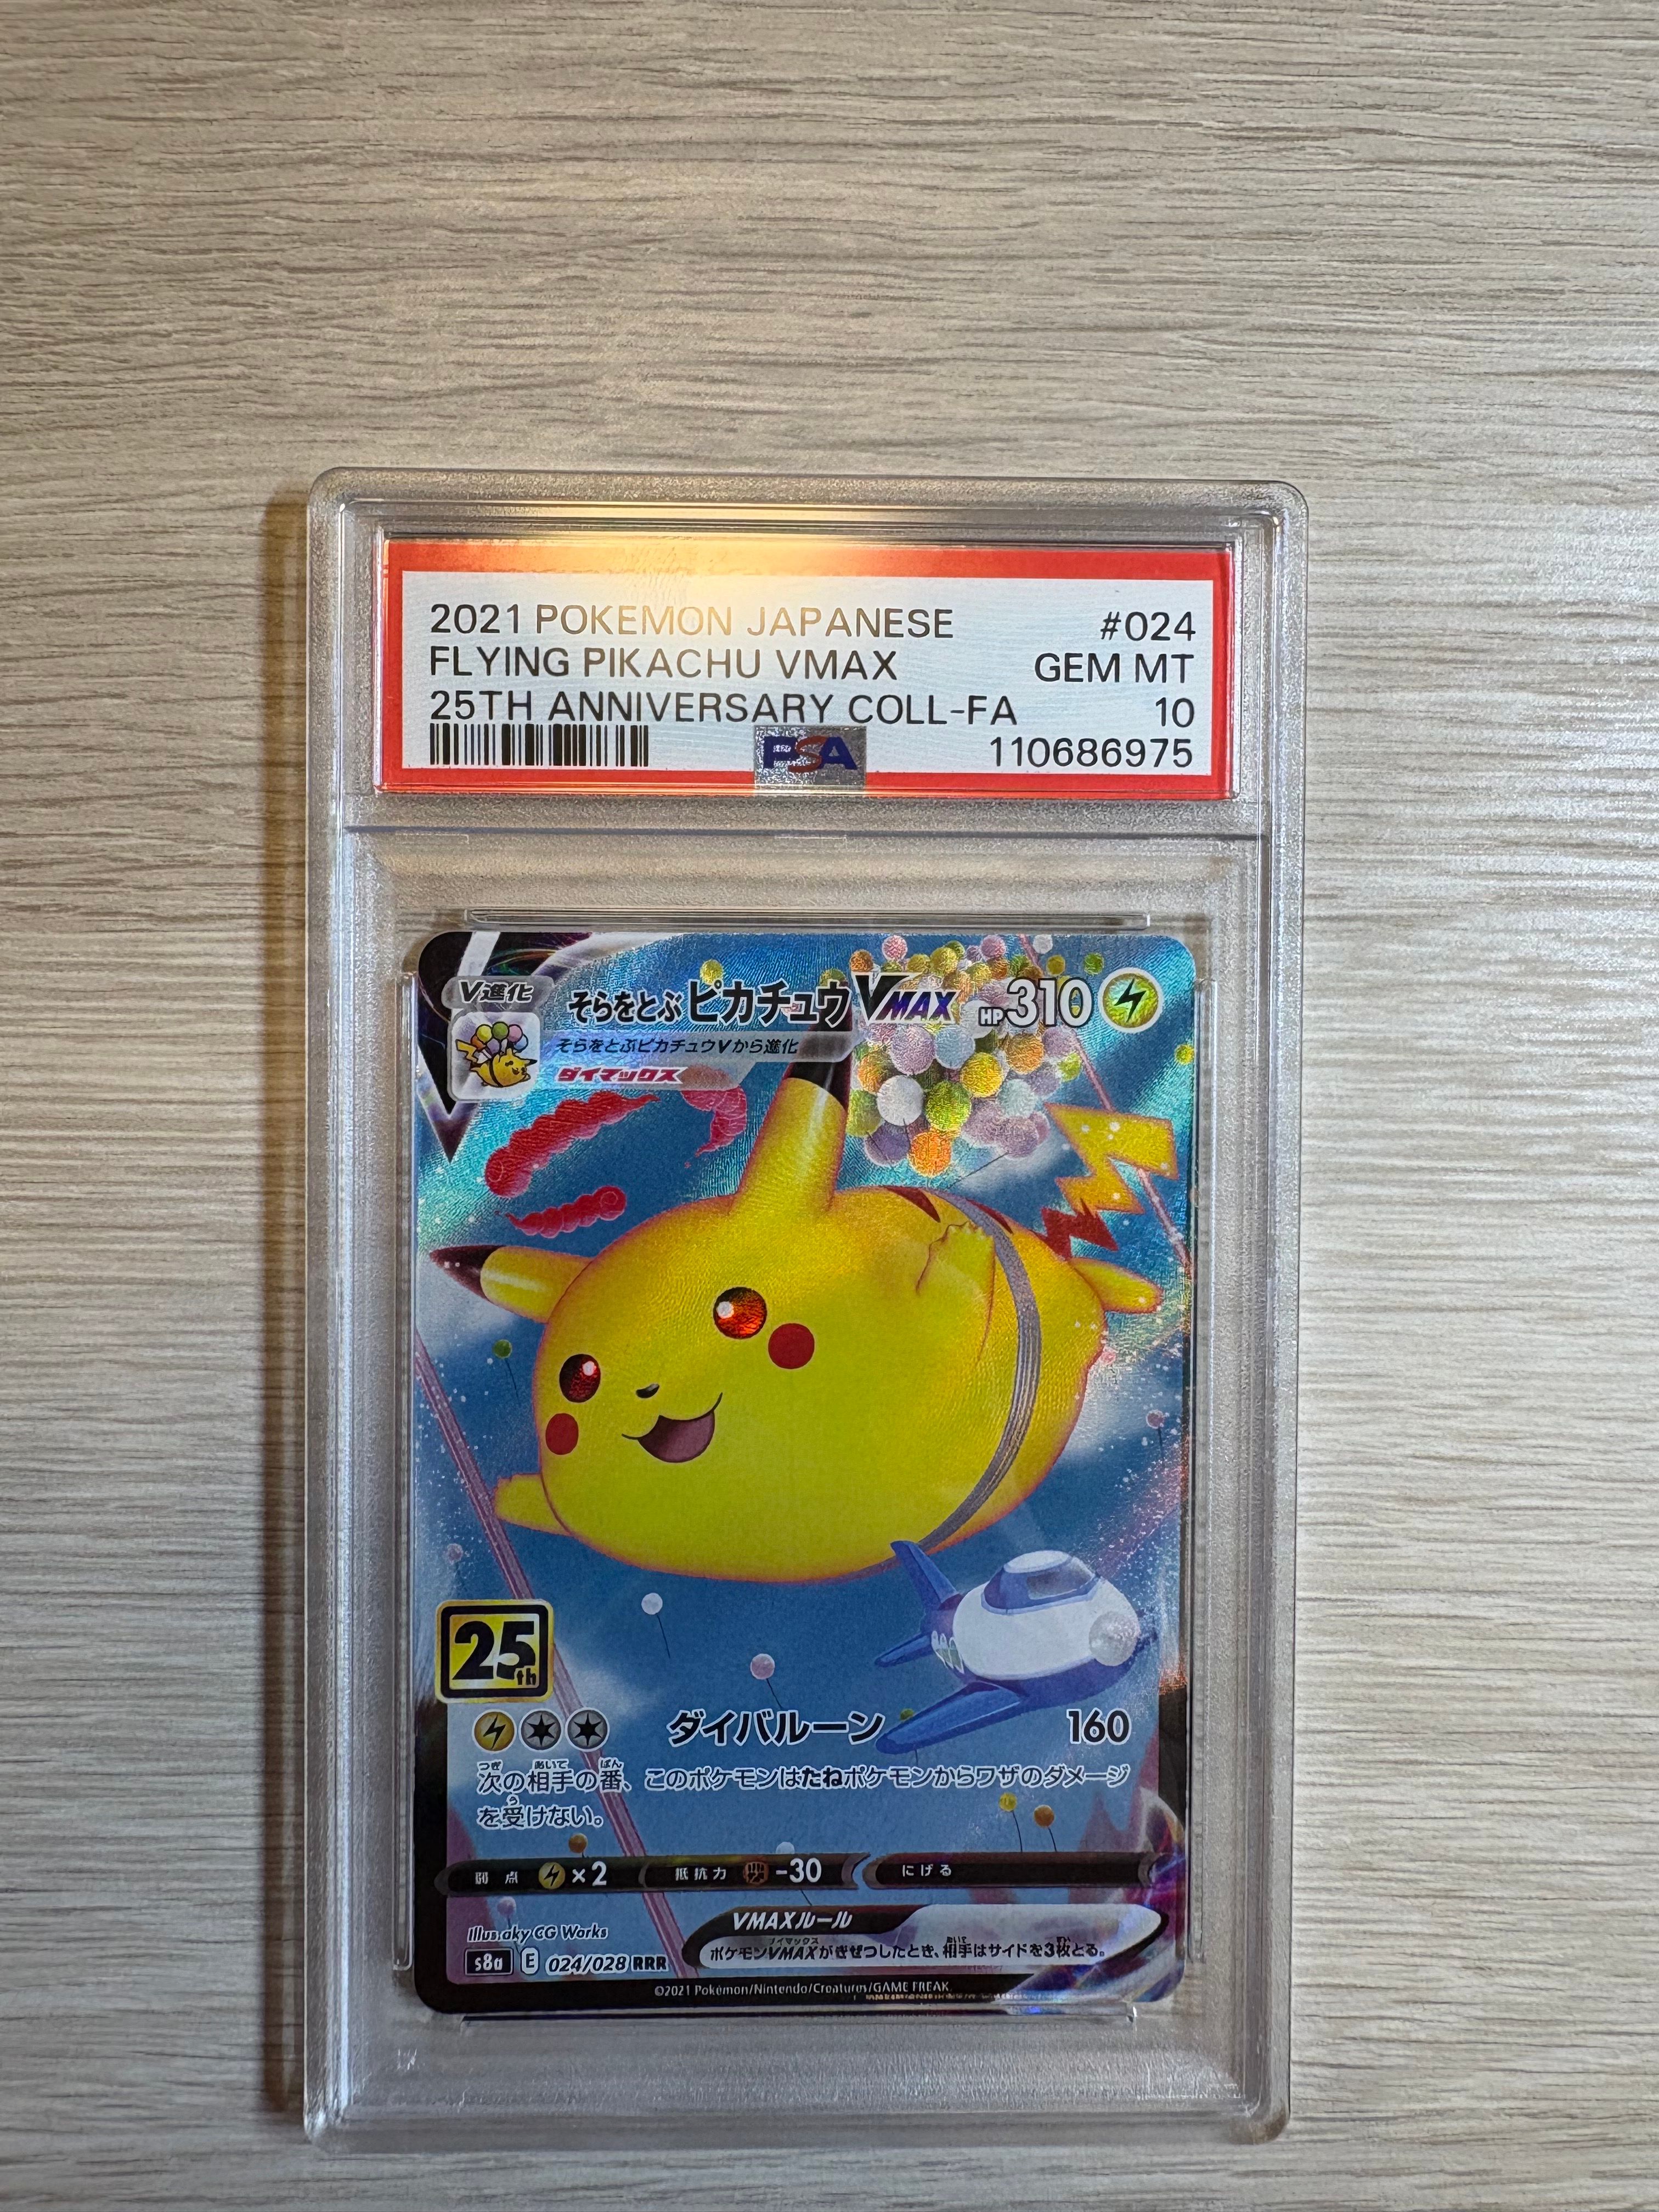 2021 POKEMON JAPANESE #024
FLYING PIKACHU VMAX GEM MT
25TH ANNIVERSARY COLL-FA 10
PSA 110686975
V進化 そらをとぶピカチュウVMAX HP310
そらをとぶピカチュウVから進化
ダイマックス
25th
ダイバルーン 160
次の相手の番、このポケモンはたねポケモンからワザのダメージ
を受けない。
弱点 ×2 抵抗力 -30 にげる
VMAXルール
Illus. aky CG Works
ポケモンVMAXがきぜつしたとき、相手はサイドを3枚とる。
s8a E 024/028 RRR
©2021 Pokémon/Nintendo/Creatures/GAME FREAK.